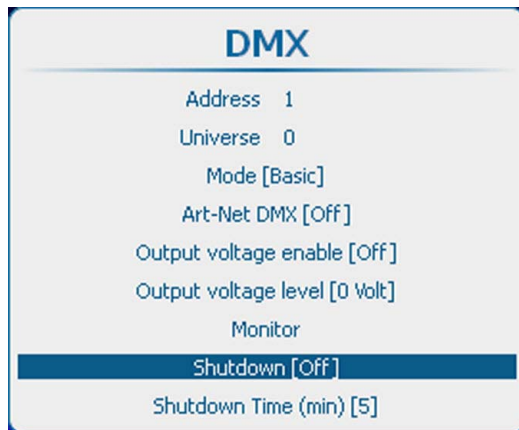 DMX
Address 1
Universe 0
Mode [Basic]
Art-Net DMX [Off]
Output voltage enable [Off]
Output voltage level [0 Volt]
Monitor
Shutdown [Off]
Shutdown Time (min) [5]